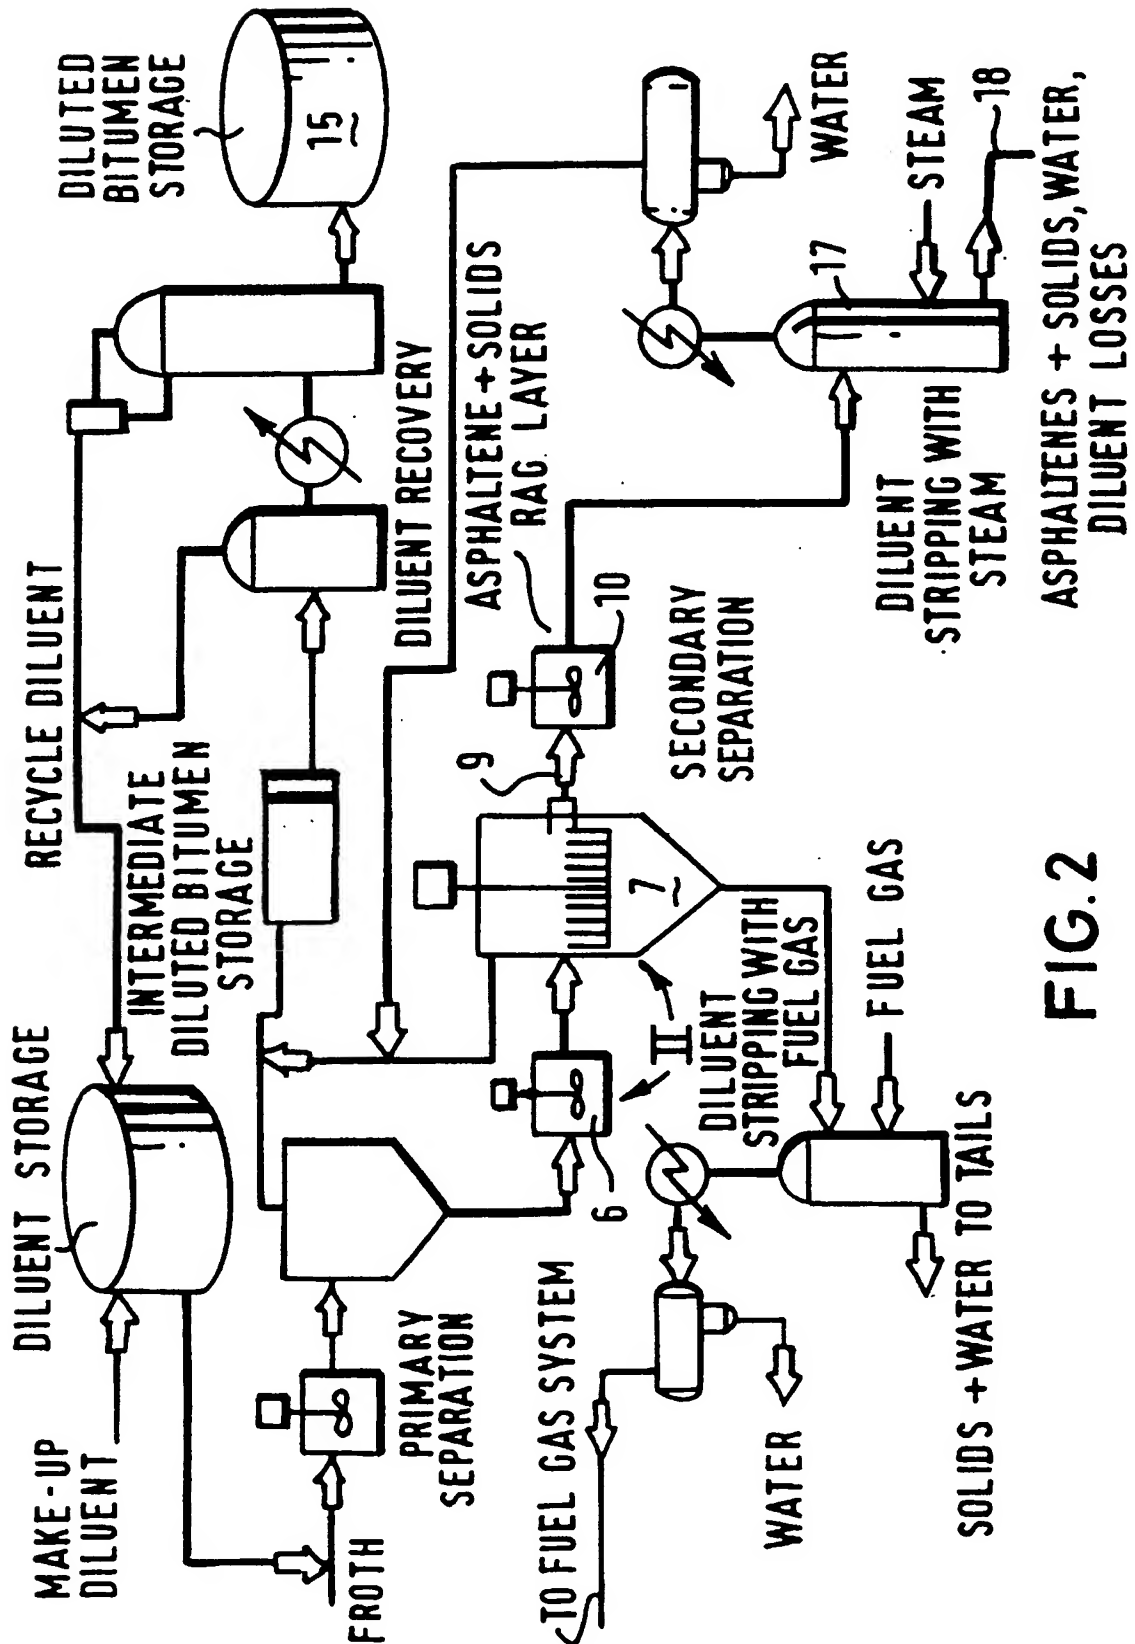 MAKE-UP
DILUENT
DILUENT STORAGE
RECYCLE DILUENT
DILUTED
BITUMEN
STORAGE
15
INTERMEDIATE
DILUTED BITUMEN
STORAGE
FROTH
PRIMARY
SEPARATION
DILUENT RECOVERY
ASPHALTENE + SOLIDS
RAG LAYER
9
10
6
7
II
SECONDARY
SEPARATION
TO FUEL GAS SYSTEM
WATER
DILUENT
STRIPPING WITH
FUEL GAS
FUEL GAS
SOLIDS + WATER TO TAILS
WATER
17
STEAM
18
DILUENT
STRIPPING WITH
STEAM
ASPHALTENES + SOLIDS, WATER,
DILUENT LOSSES
FIG. 2